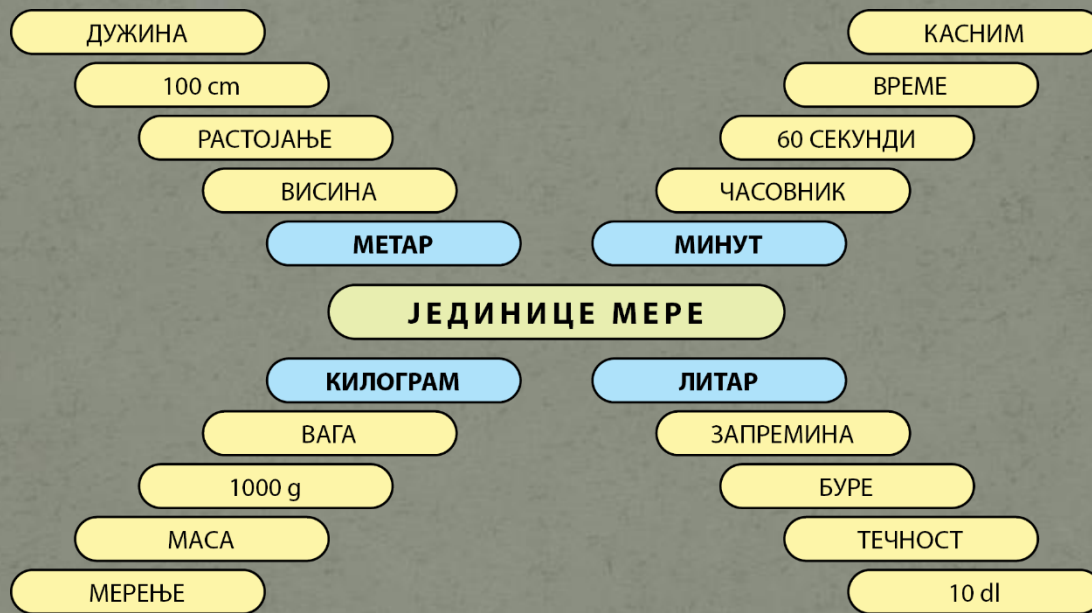 ДУЖИНА
КАСНИМ
100 cm
ВРЕМЕ
РАСТОЈАЊЕ
60 СЕКУНДИ
ВИСИНА
ЧАСОВНИК
МЕТАР
МИНУТ
ЈЕДИНИЦЕ МЕРЕ
КИЛОГРАМ
ЛИТАР
ВАГА
ЗАПРЕМИНА
1000 g
БУРЕ
МАСА
ТЕЧНОСТ
МЕРЕЊЕ
10 dl